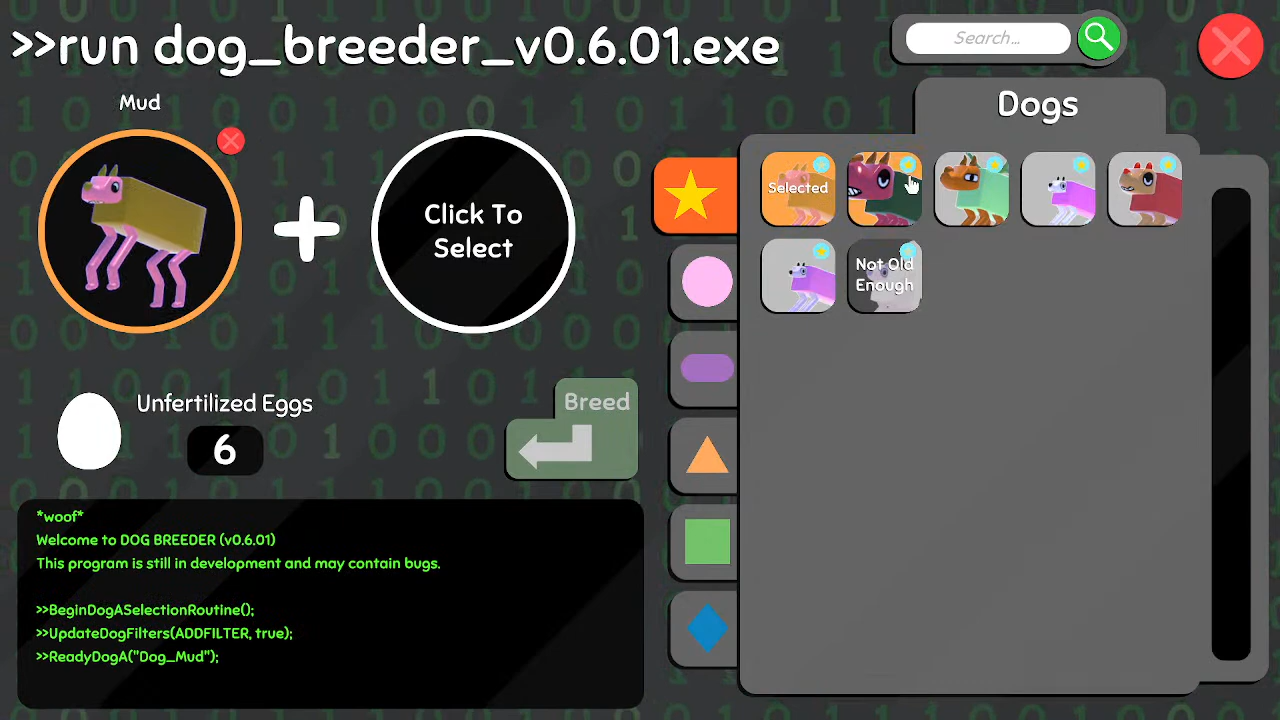 >>run dog_breeder_v0.6.01.exe
Search...
Mud
Dogs
Click To
Select
Selected
Not Old
Enough
Unfertilized Eggs
6
Breed
*woof*
Welcome to DOG BREEDER (v0.6.01)
This program is still in development and may contain bugs.
>>BeginDogASelectionRoutine();
>>UpdateDogFilters(ADDFILTER, true);
>>ReadyDogA("Dog_Mud");